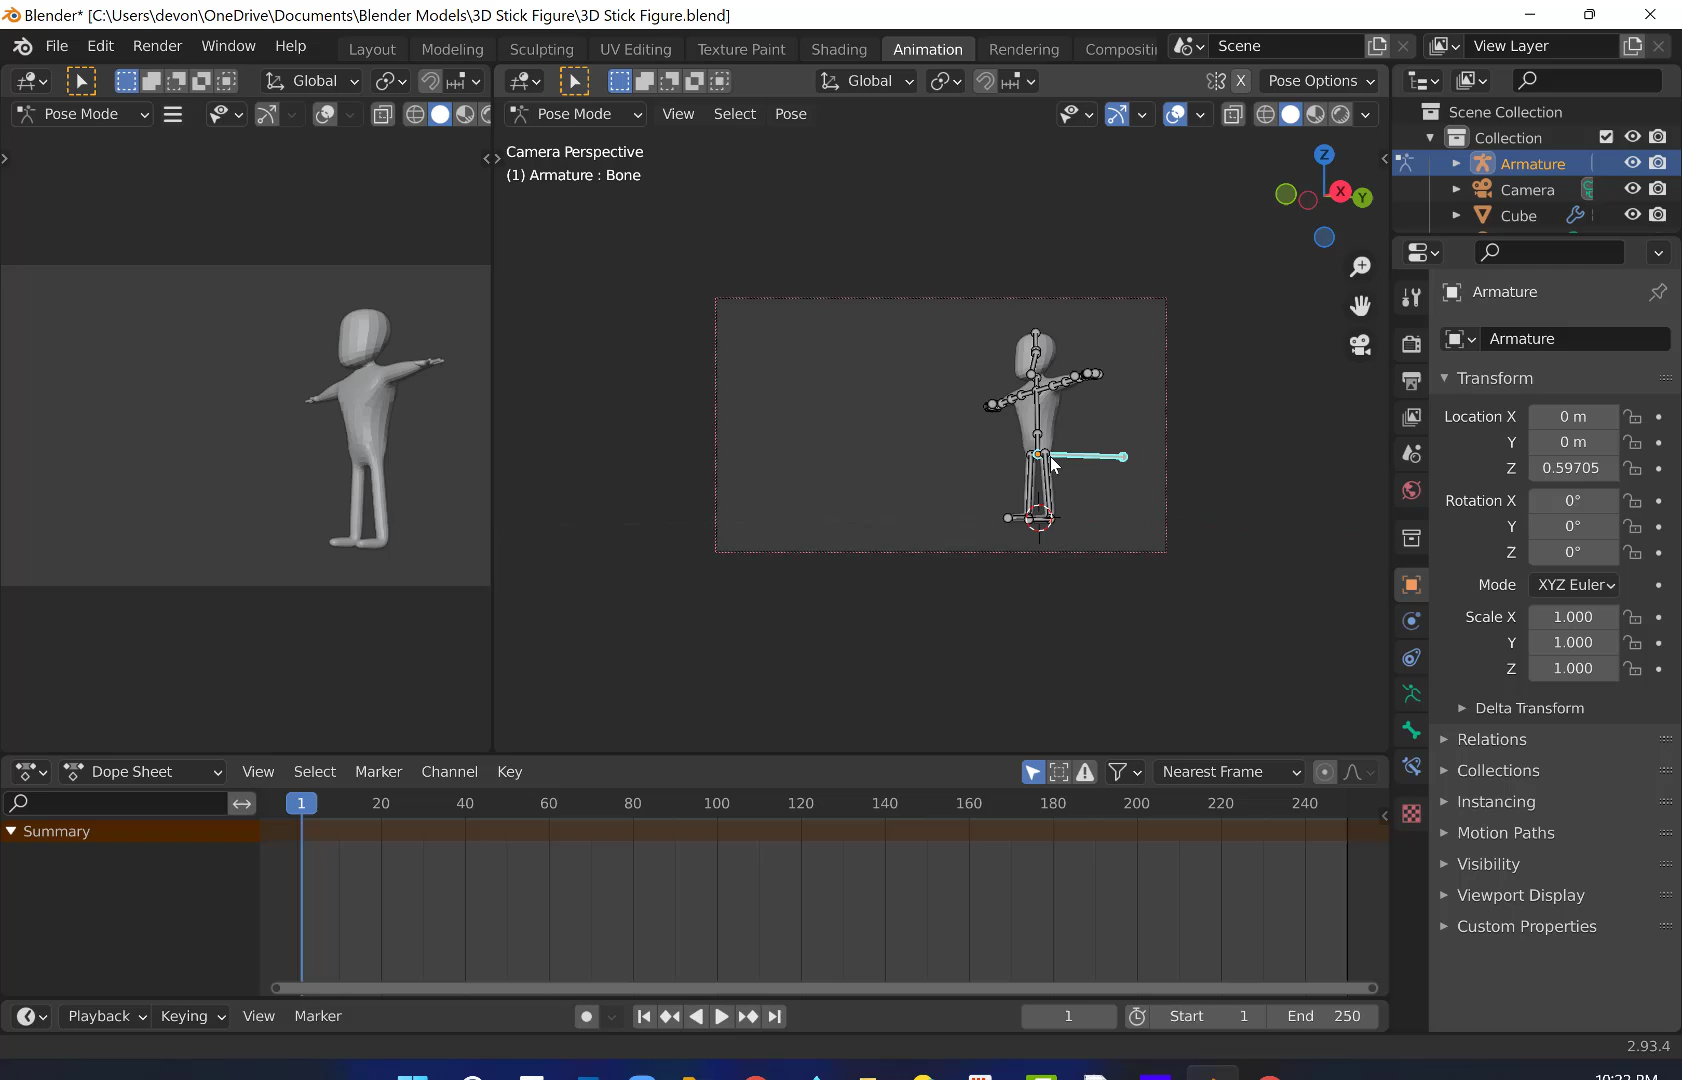 Blender* [C:\Users\devon\OneDrive\Documents\Blender Models\3D Stick Figure\3D Stick Figure.blend]
File Edit Render Window Help Layout Modeling Sculpting UV Editing Texture Paint Shading Animation Rendering Compositi Scene View Layer
Global Global X Pose Options
Pose Mode Pose Mode View Select Pose
Scene Collection
Collection
Armature
Camera
Cube
Camera Perspective
(1) Armature : Bone
Z
X
Y
Armature
Armature
Transform
Location X 0 m
Y 0 m
Z 0.59705
Rotation X 0°
Y 0°
Z 0°
Mode XYZ Euler
Scale X 1.000
Y 1.000
Z 1.000
Delta Transform
Relations
Collections
Instancing
Motion Paths
Visibility
Viewport Display
Custom Properties
Dope Sheet View Select Marker Channel Key Nearest Frame
1 20 40 60 80 100 120 140 160 180 200 220 240
Summary
Playback Keying View Marker 1 Start 1 End 250
2.93.4
10:22 PM